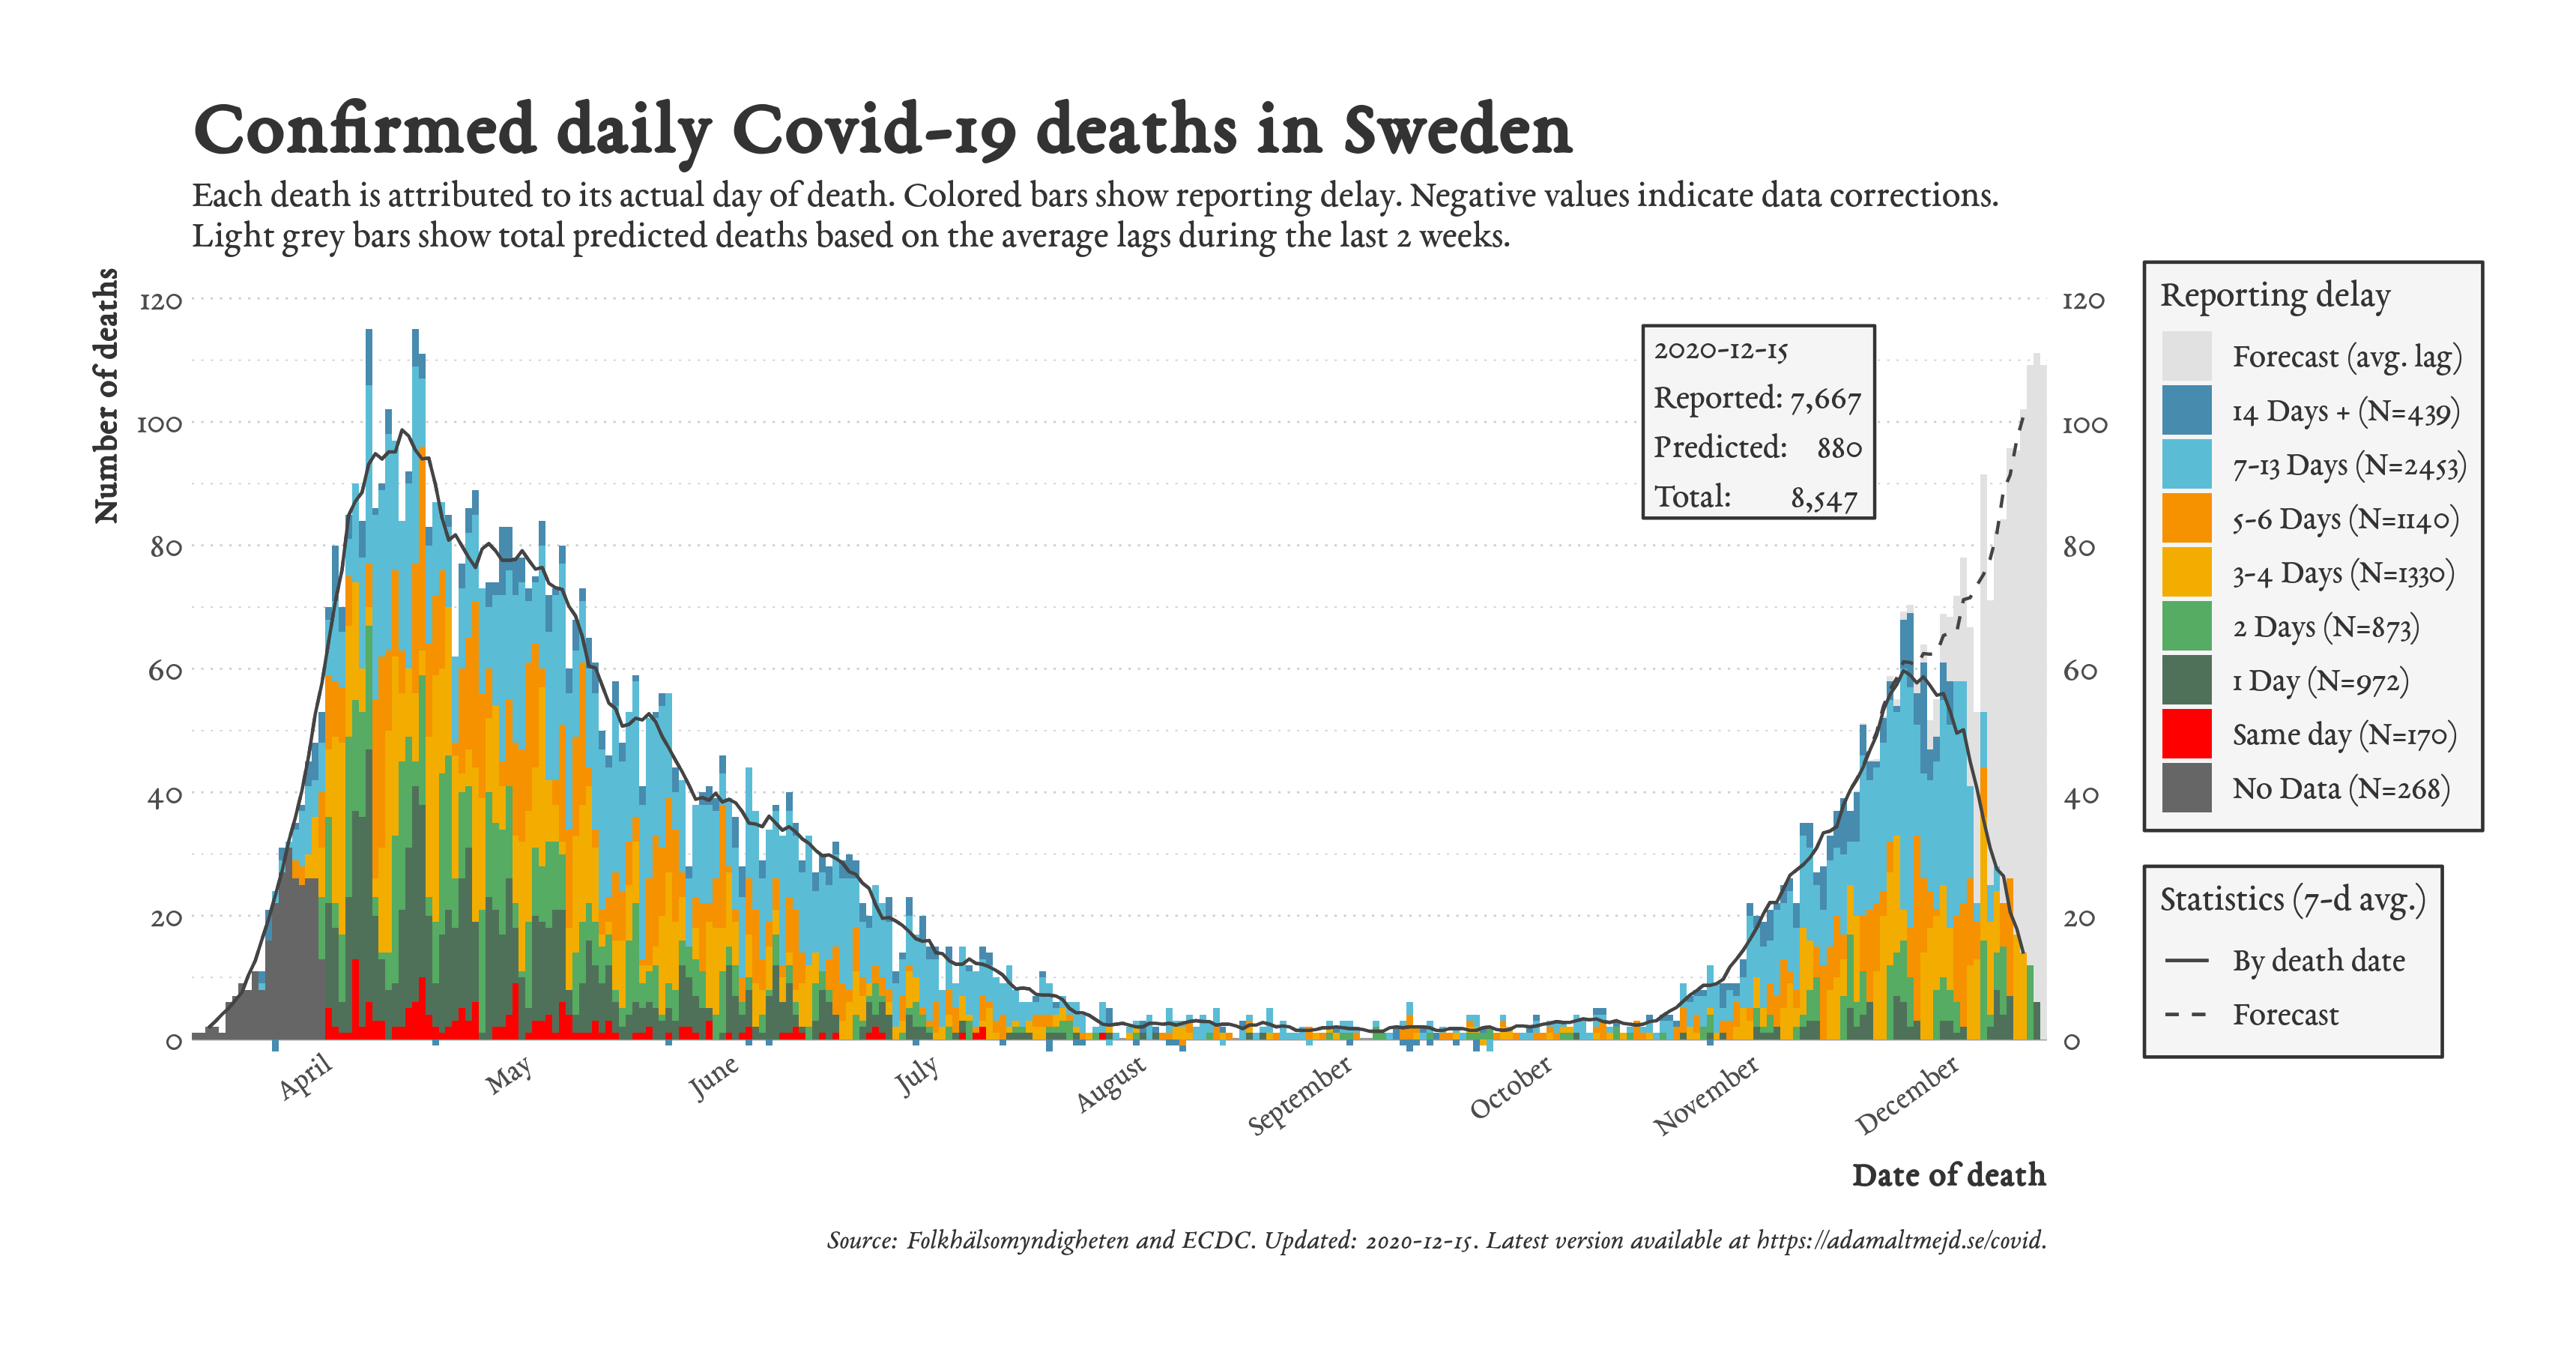 Confirmed daily Covid-19 deaths in Sweden
Each death is attributed to its actual day of death. Colored bars show reporting delay. Negative values indicate data corrections.
Light grey bars show total predicted deaths based on the average lags during the last 2 weeks.
Number of deaths
120
100
80
60
40
20
0
2020-12-15
Reported: 7,667
Predicted: 880
Total: 8,547
120
100
80
60
40
20
0
Reporting delay
Forecast (avg. lag)
14 Days + (N=439)
7-13 Days (N=2453)
5-6 Days (N=1140)
3-4 Days (N=1330)
2 Days (N=873)
1 Day (N=972)
Same day (N=170)
No Data (N=268)
Statistics (7-d avg.)
By death date
Forecast
April
May
June
July
August
September
October
November
December
Date of death
Source: Folkhälsomyndigheten and ECDC. Updated: 2020-12-15. Latest version available at https://adamaltmejd.se/covid.